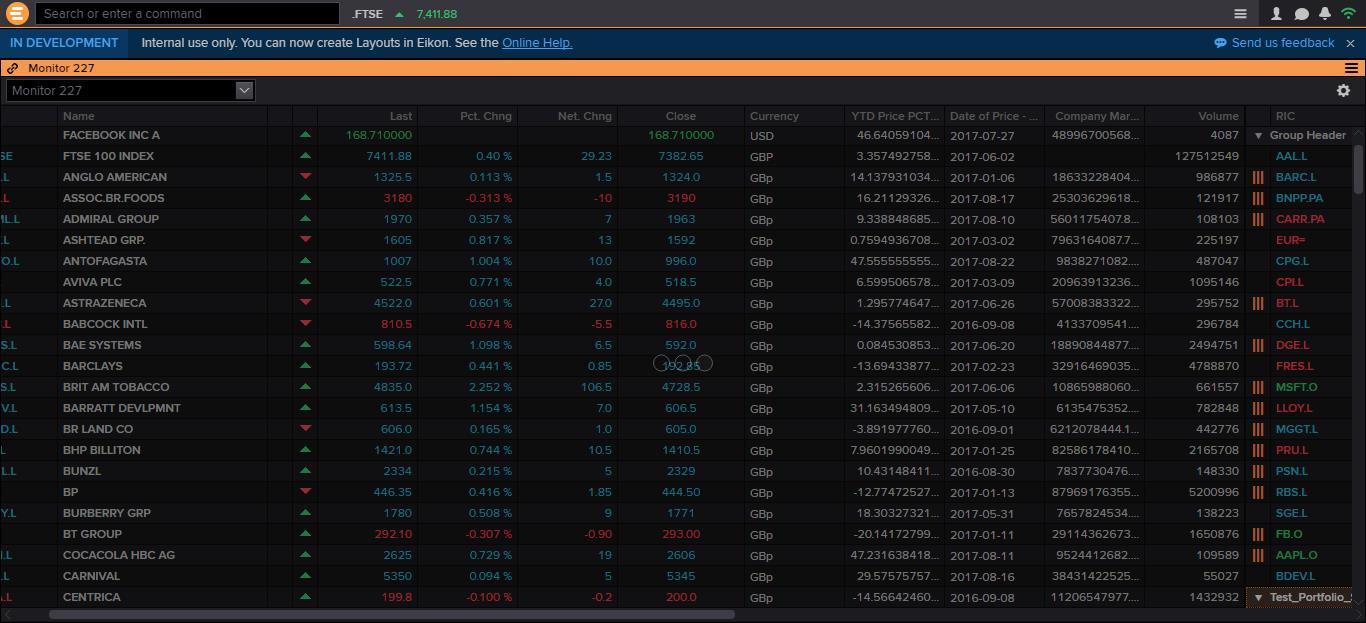 Search or enter a command .FTSE 7,411.88
IN DEVELOPMENT Internal use only. You can now create Layouts in Eikon. See the Online Help. Send us feedback
Monitor 227
Monitor 227
Name Last Pct. Chng Net. Chng Close Currency YTD Price PCT... Date of Price - ... Company Mar... Volume RIC
FACEBOOK INC A 168.710000 168.710000 USD 46.64059104... 2017-07-27 48996700568... 4087 Group Header
SE FTSE 100 INDEX 7411.88 0.40 % 29.23 7382.65 GBP 3.357492758... 2017-06-02 127512549 AAL.L
.L ANGLO AMERICAN 1325.5 0.113 % 1.5 1324.0 GBp 14.137931034... 2017-01-06 18633228404... 986877 BARC.L
.L ASSOC.BR.FOODS 3180 -0.313 % -10 3190 GBp 16.21129326... 2017-08-17 25303629618... 121917 BNPP.PA
ML.L ADMIRAL GROUP 1970 0.357 % 7 1963 GBp 9.338848685... 2017-08-10 5601175407.8... 108103 CARR.PA
.L ASHTEAD GRP. 1605 0.817 % 13 1592 GBp 0.7594936708... 2017-03-02 79631640877... 225197 EUR=
O.L ANTOFAGASTA 1007 1.004 % 10.0 996.0 GBp 47.555555555... 2017-08-22 9838271082.... 487047 CPG.L
AVIVA PLC 522.5 0.771 % 4.0 518.5 GBp 6.599506578... 2017-03-09 20963913236... 1095146 CPI.L
.L ASTRAZENECA 4522.0 0.601 % 27.0 4495.0 GBp 1.295774647... 2017-06-26 57008383322... 295752 BT.L
.L BABCOCK INTL 810.5 -0.674 % -5.5 816.0 GBp -14.37565582... 2016-09-08 4133709541.... 296784 CCH.L
S.L BAE SYSTEMS 598.64 1.098 % 6.5 592.0 GBp 0.084530853... 2017-06-20 18890844877... 2494751 DGE.L
C.L BARCLAYS 193.72 0.441 % 0.85 192.85 GBp -13.69433877... 2017-02-23 32916469035... 4788870 FRES.L
S.L BRIT AM TOBACCO 4835.0 2.252 % 106.5 4728.5 GBp 2.315265606... 2017-06-06 10865988060... 661557 MSFT.O
V.L BARRATT DEVLPMNT 613.5 1.154 % 7.0 606.5 GBp 31.163494809... 2017-05-10 6135475352.... 782848 LLOY.L
D.L BR LAND CO 606.0 0.165 % 1.0 605.0 GBp -3.891977760... 2016-09-01 6212078444.1... 442776 MGGT.L
L BHP BILLITON 1421.0 0.744 % 10.5 1410.5 GBp 7.9601990049... 2017-01-25 82586178410... 2165708 PRU.L
L.L BUNZL 2334 0.215 % 5 2329 GBp 10.43148411... 2016-08-30 7837730476.... 148330 PSN.L
BP 446.35 0.416 % 1.85 444.50 GBp -12.77472527... 2017-01-13 87969176355... 5200996 RBS.L
Y.L BURBERRY GRP 1780 0.508 % 9 1771 GBp 18.30327321... 2017-05-31 7657824534.... 138223 SGE.L
BT GROUP 292.10 -0.307 % -0.90 293.00 GBp -20.14172799... 2017-01-11 29114362673... 1650876 FB.O
.L COCACOLA HBC AG 2625 0.729 % 19 2606 GBp 47.231638418... 2017-08-11 9524412682.... 109589 AAPL.O
.L CARNIVAL 5350 0.094 % 5 5345 GBp 29.57575757... 2017-08-16 38431422525... 55027 BDEV.L
.L CENTRICA 199.8 -0.100 % -0.2 200.0 GBp -14.56642460... 2016-09-08 11206547977.... 1432932 Test_Portfolio_